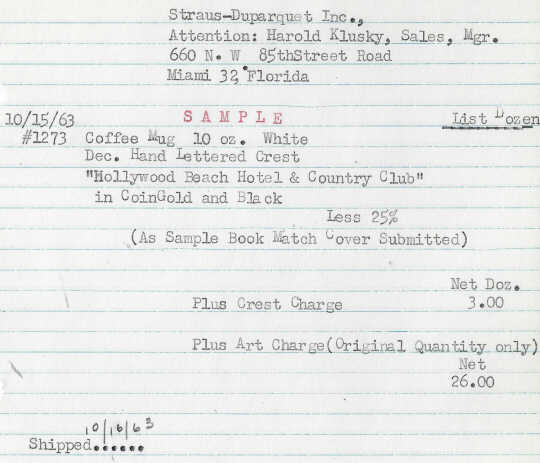 Straus-Duparquet Inc.,
Attention: Harold Klusky, Sales, Mgr.
660 N. W 85thStreet Road
Miami 32, Florida
10/15/63 SAMPLE List Dozen
#1273 Coffee Mug 10 oz. White
Dec. Hand Lettered Crest
"Hollywood Beach Hotel & Country Club"
in CoinGold and Black
Less 25%
(As Sample Book Match Cover Submitted)
Net Doz.
Plus Crest Charge 3.00
Plus Art Charge(Original Quantity only)
Net
26.00
10/16/63
Shipped......